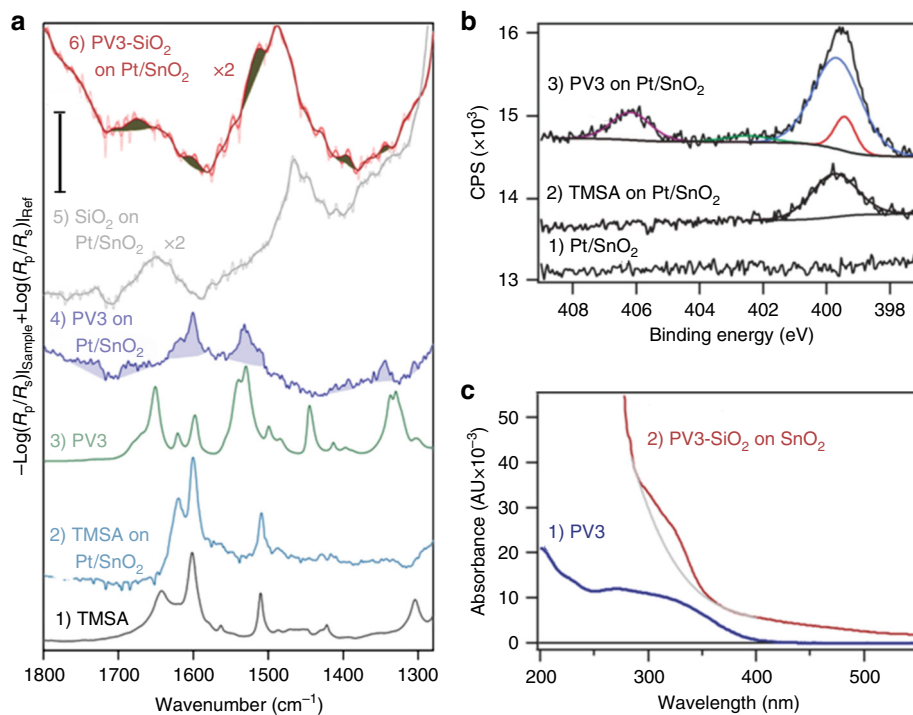 a
6) PV3-SiO₂
on Pt/SnO₂ ×2
5) SiO₂ on
Pt/SnO₂ ×2
4) PV3 on
Pt/SnO₂
3) PV3
2) TMSA on
Pt/SnO₂
1) TMSA
−Log(Rₚ/Rₛ)|Sample+Log(Rₚ/Rₛ)|Ref
1800 1700 1600 1500 1400 1300
Wavenumber (cm⁻¹)
b
16
15
14
13
CPS (×10³)
3) PV3 on Pt/SnO₂
2) TMSA on Pt/SnO₂
1) Pt/SnO₂
408 406 404 402 400 398
Binding energy (eV)
c
50
40
30
20
10
0
Absorbance (AU×10⁻³)
2) PV3-SiO₂ on SnO₂
1) PV3
200 300 400 500
Wavelength (nm)